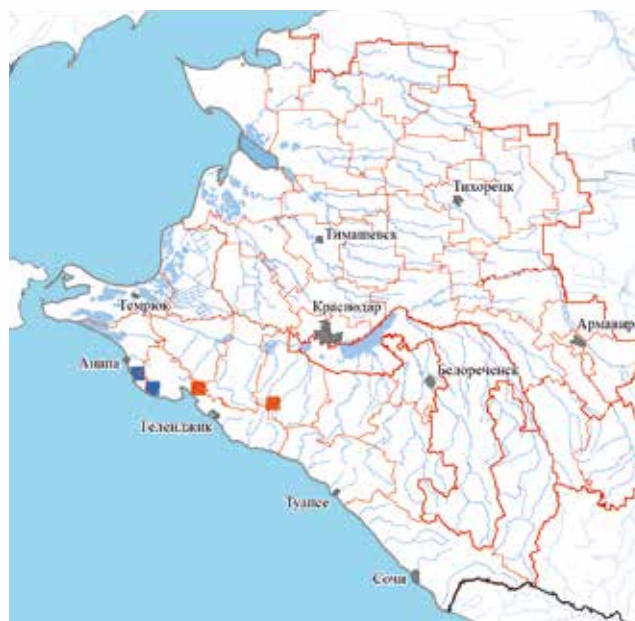 Тихорецк
Тимашевск
Темрюк
Краснодар
Армавир
Анапа
Белореченск
Геленджик
Туапсе
Сочи